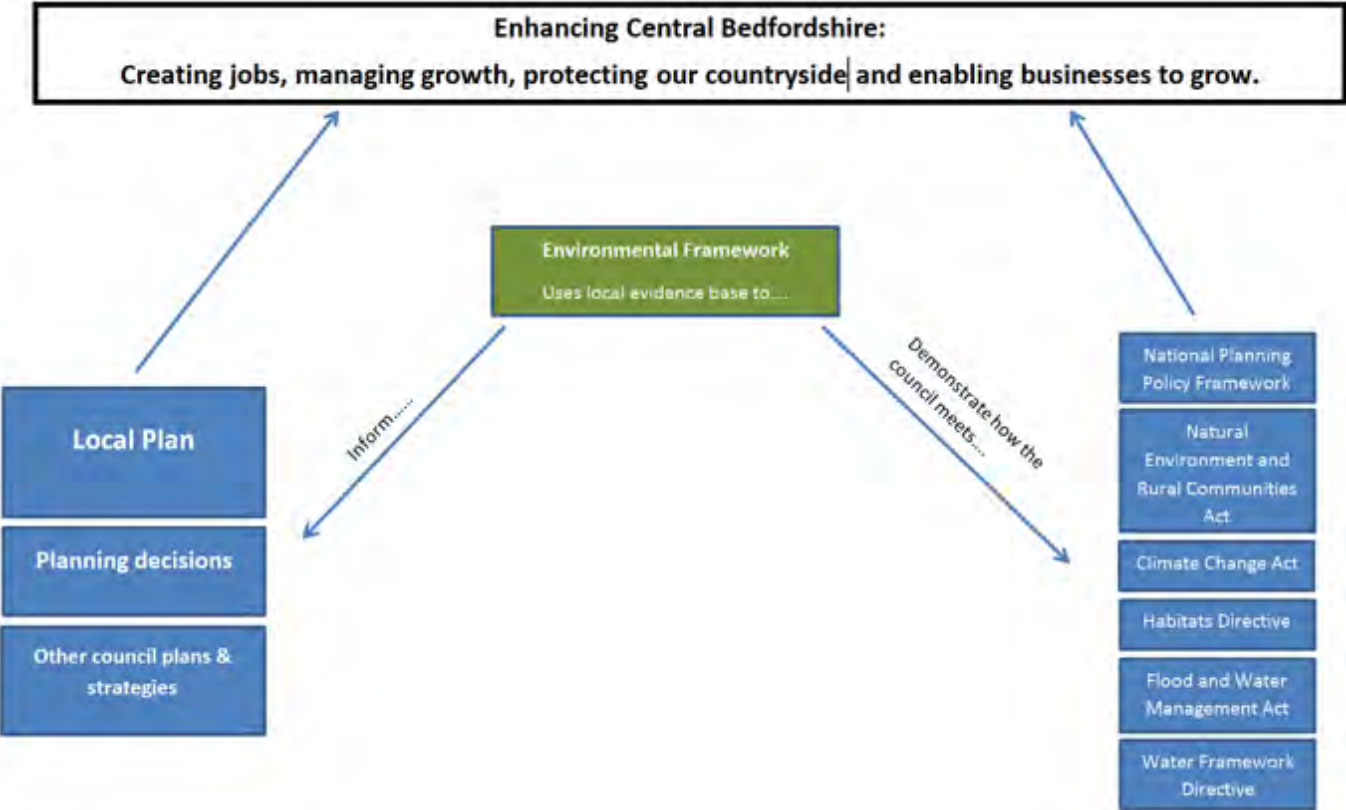 Enhancing Central Bedfordshire:
Creating jobs, managing growth, protecting our countryside and enabling businesses to grow.
Environmental Framework
Uses local evidence base to....
Inform......
Demonstrate how the
council meets....
Local Plan
Planning decisions
Other council plans &
strategies
National Planning
Policy Framework
Natural
Environment and
Rural Communities
Act
Climate Change Act
Habitats Directive
Flood and Water
Management Act
Water Framework
Directive